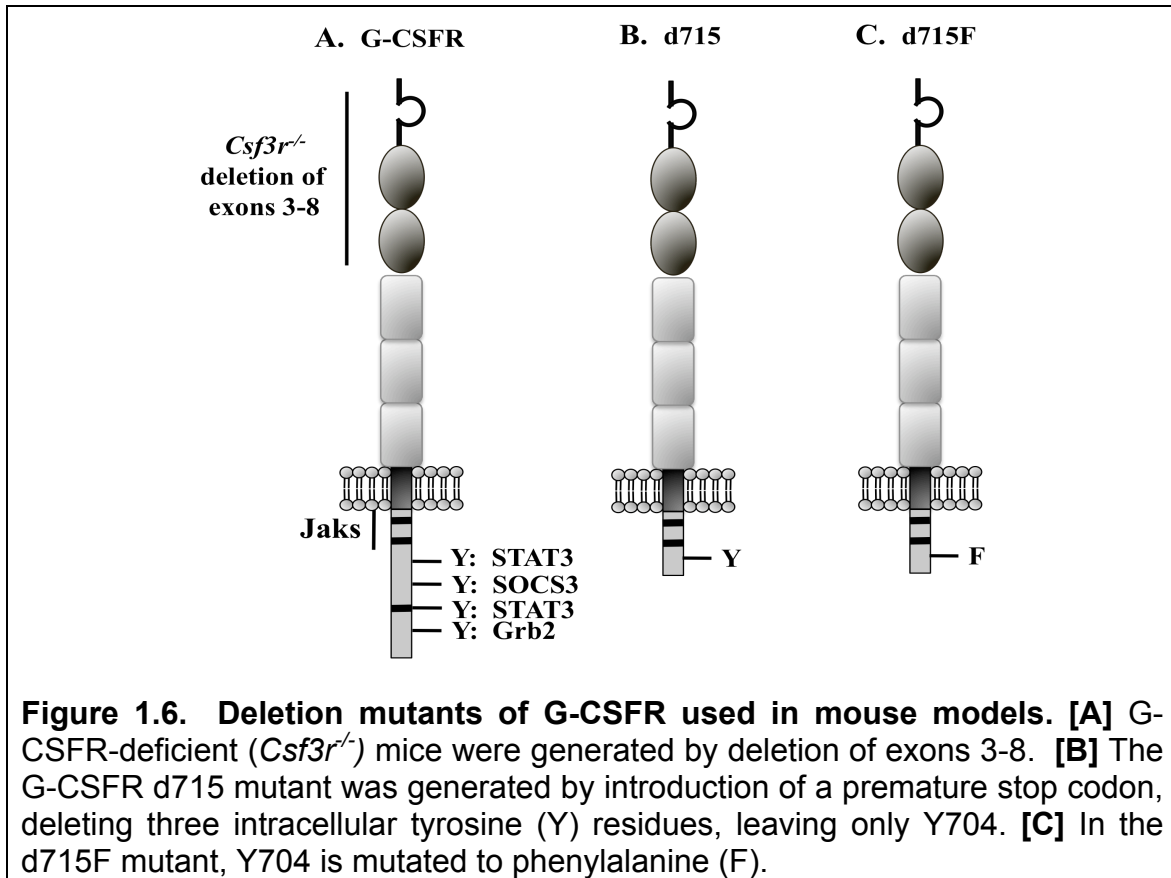 A. G-CSFR
B. d715
C. d715F
Csf3r-/-
deletion of
exons 3-8
Jaks
Y: STAT3
Y: SOCS3
Y: STAT3
Y: Grb2
Y
F
Figure 1.6. Deletion mutants of G-CSFR used in mouse models. [A] G-
CSFR-deficient (Csf3r-/-) mice were generated by deletion of exons 3-8. [B] The
G-CSFR d715 mutant was generated by introduction of a premature stop codon,
deleting three intracellular tyrosine (Y) residues, leaving only Y704. [C] In the
d715F mutant, Y704 is mutated to phenylalanine (F).